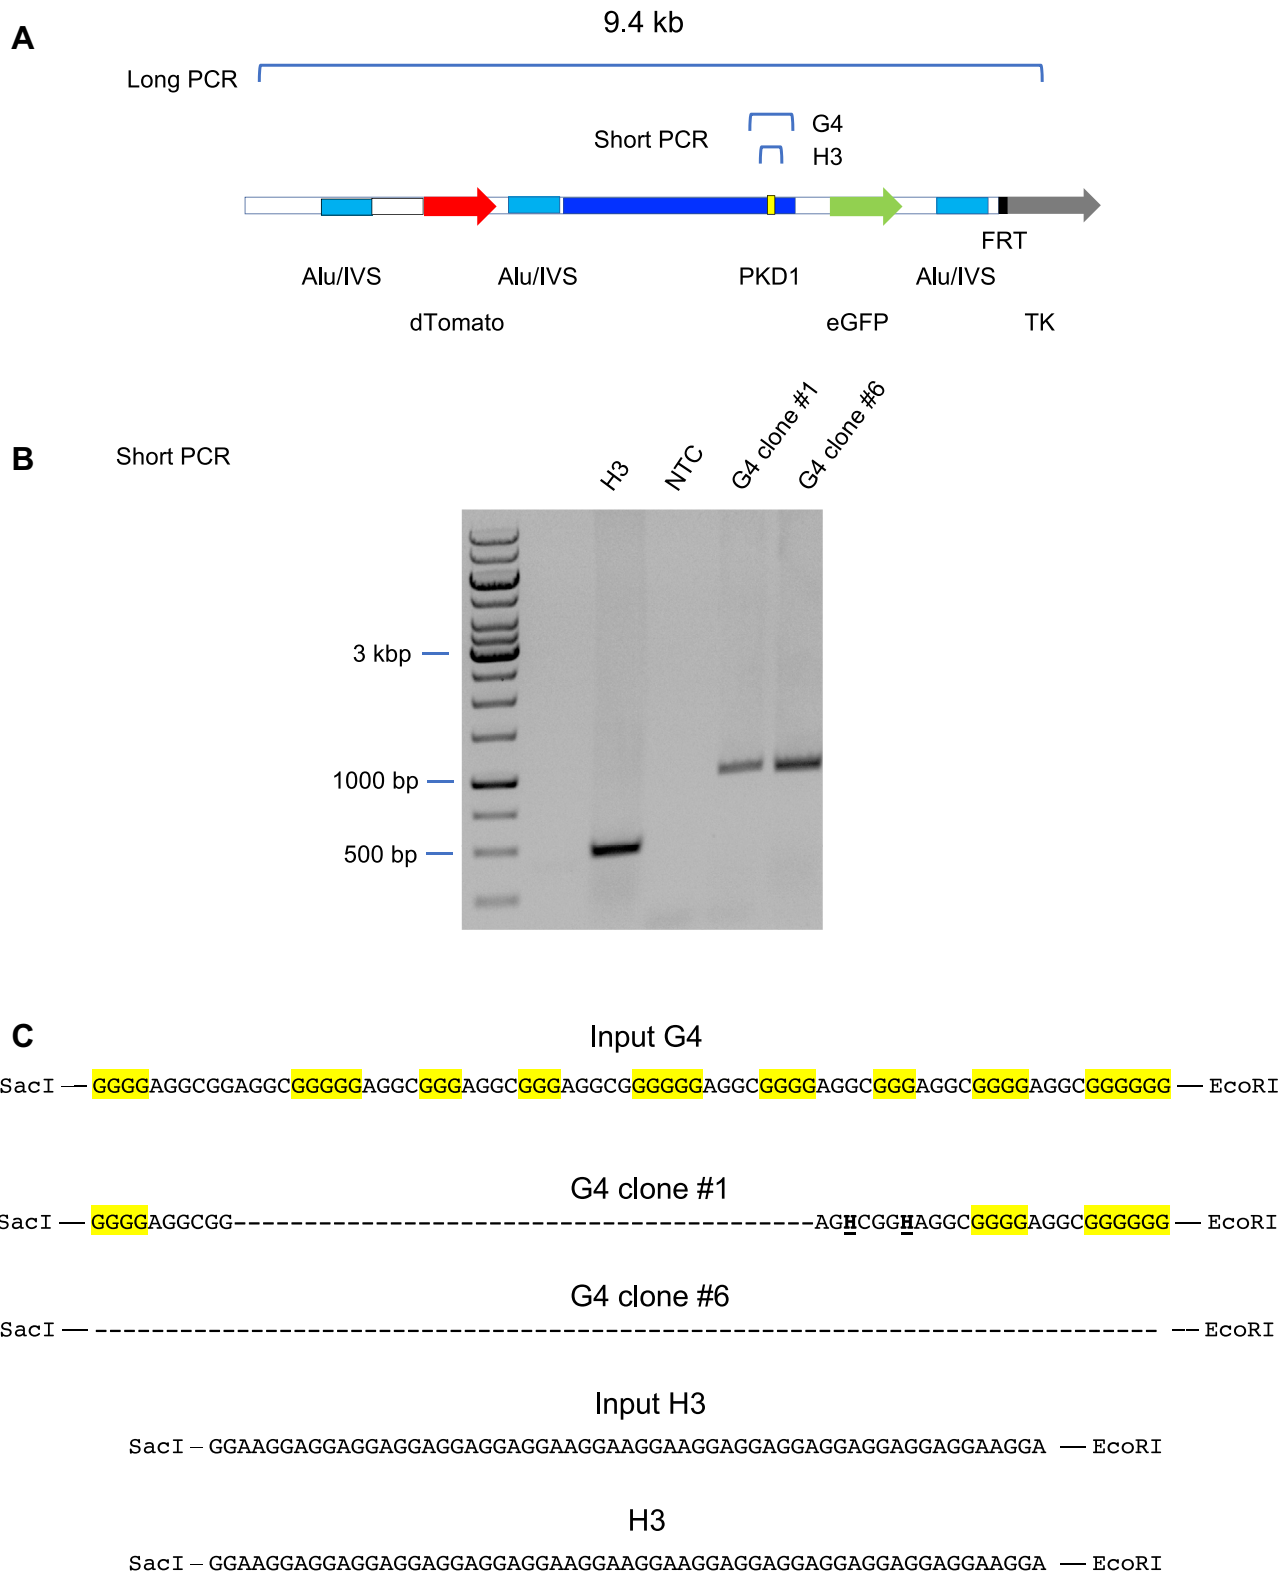 A
9.4 kb
Long PCR
Short PCR
G4
H3
FRT
Alu/IVS
Alu/IVS
PKD1
Alu/IVS
dTomato
eGFP
TK
B
Short PCR
H3
NTC
G4 clone #1
G4 clone #6
3 kbp
1000 bp
500 bp
C
Input G4
SacI — GGGGAGGCGGAGGCGGGGGAGGCGGGAGGCGGGAGGCGGGGGGAGGCGGGGAGGCGGGAGGCGGGGAGGCGGGGGG — EcoRI
G4 clone #1
SacI — GGGGAGGCGG-----------------------------------------AGHCGGHAGGCGGGGAGGCGGGGGG — EcoRI
G4 clone #6
SacI — --------------------------------------------------------------------------- — EcoRI
Input H3
SacI — GGAAGGAGGAGGAGGAGGAGGAGGAAGGAAGGAAGGAGGAGGAGGAGGAGGAGGAAGGA — EcoRI
H3
SacI — GGAAGGAGGAGGAGGAGGAGGAGGAAGGAAGGAAGGAGGAGGAGGAGGAGGAGGAAGGA — EcoRI